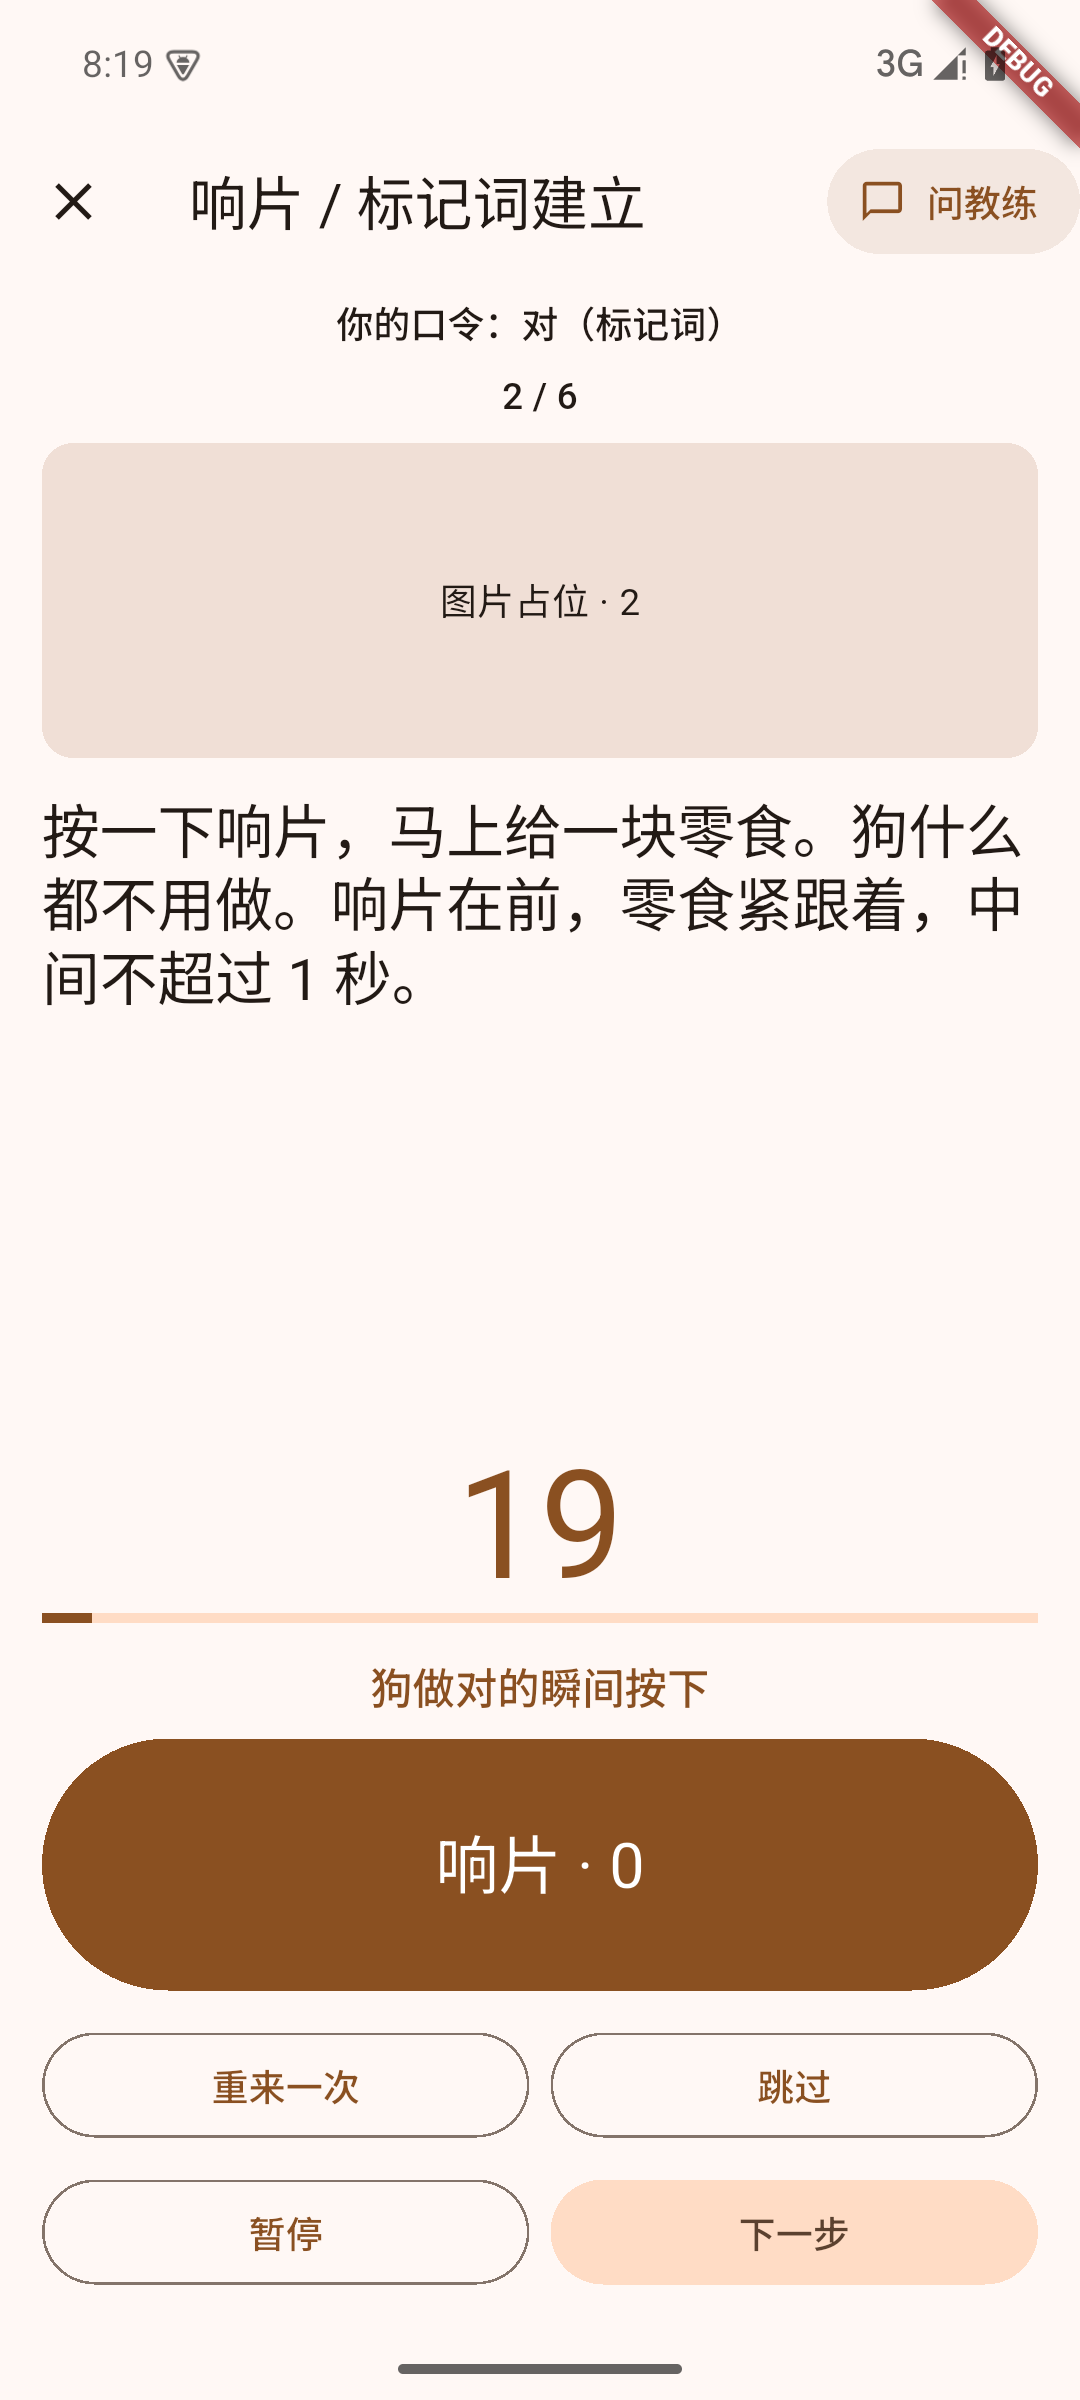 8:19
3G
DEBUG
响片 / 标记词建立
问教练
你的口令：对（标记词）
2 / 6
图片占位 · 2
按一下响片，马上给一块零食。狗什么
都不用做。响片在前，零食紧跟着，中
间不超过 1 秒。
19
狗做对的瞬间按下
响片 · 0
重来一次
跳过
暂停
下一步